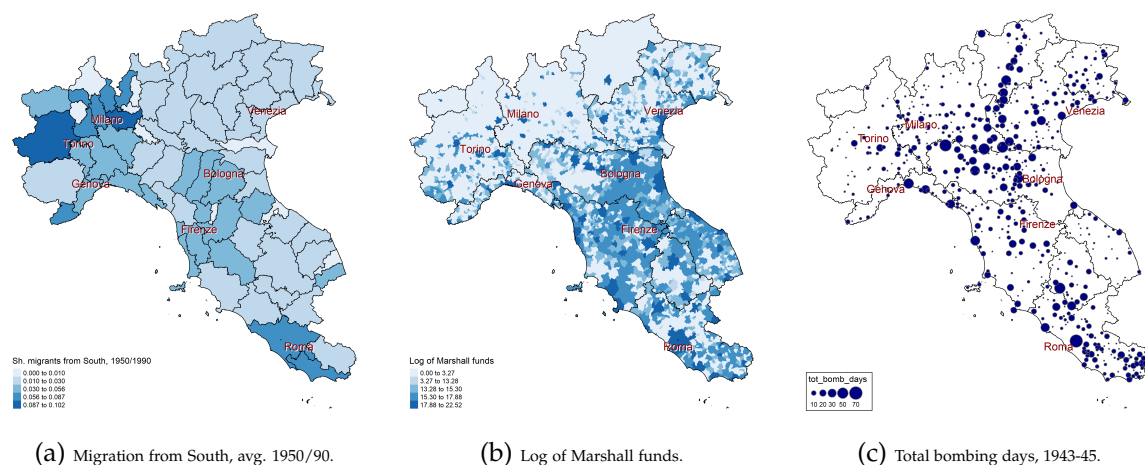 Venezia
Milano
Torino
Genova
Bologna
Firenze
Roma
Sh. migrants from South, 1950/1990
0.000 to 0.010
0.010 to 0.030
0.030 to 0.056
0.056 to 0.087
0.087 to 0.102
(a) Migration from South, avg. 1950/90.
Venezia
Milano
Torino
Genova
Bologna
Firenze
Roma
Log of Marshall funds
0.00 to 3.27
3.27 to 13.28
13.28 to 15.30
15.30 to 17.88
17.88 to 22.52
(b) Log of Marshall funds.
Venezia
Milano
Torino
Genova
Bologna
Firenze
Roma
tot_bomb_days
10 20 30 50 70
(c) Total bombing days, 1943-45.